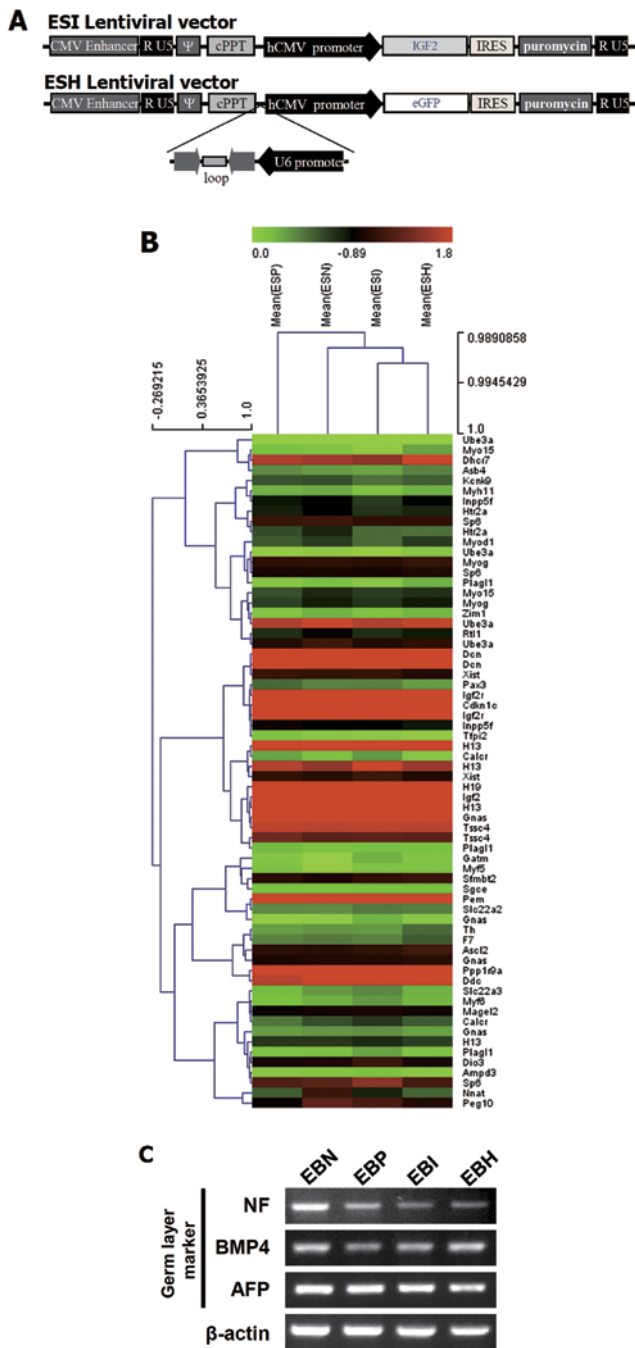 A
ESI Lentiviral vector
CMV Enhancer R U5 Ψ cPPT hCMV promoter IGF2 IRES puromycin R U5
ESH Lentiviral vector
CMV Enhancer R U5 Ψ cPPT hCMV promoter eGFP IRES puromycin R U5
loop U6 promoter
B
0.0 -0.89 1.8
Mean(ESP) Mean(ESN) Mean(ESI) Mean(ESH)
0.9890858
0.9945429
1.0
-0.269215 0.3653925 1.0
Ube3a
Myo15
Dhcr7
Asb4
Kcnk9
Myh11
Inpp5f
Htr2a
Sp6
Htr2a
Myod1
Ube3a
Myog
Sp6
Plagl1
Myo15
Myog
Zim1
Ube3a
Rtl1
Ube3a
Dcn
Dcn
Xist
Pax3
Igf2r
Cdkn1c
Igf2r
Inpp5f
Tfpi2
H13
Calcr
H13
Xist
H19
Igf2
H13
Gnas
Tssc4
Tssc4
Plagl1
Gatm
Myf5
Sfmbt2
Sgce
Pem
Slc22a2
Gnas
Th
F7
Ascl2
Gnas
Ppp1r9a
Ddc
Slc22a3
Myf6
Magel2
Calcr
Gnas
H13
Plagl1
Dio3
Ampd3
Sp6
Nnat
Peg10
C
EBN EBP EBI EBH
Germ layer marker
NF
BMP4
AFP
β-actin